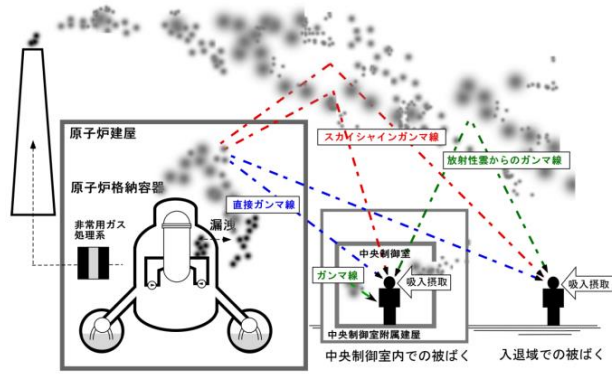 原子炉建屋
スカイシャインガンマ線
放射性雲からのガンマ線
原子炉格納容器
直接ガンマ線
漏洩
非常用ガス
処理系
中央制御室
ガンマ線
吸入摂取
吸入摂取
中央制御室附属建屋
中央制御室内での被ばく
入退域での被ばく